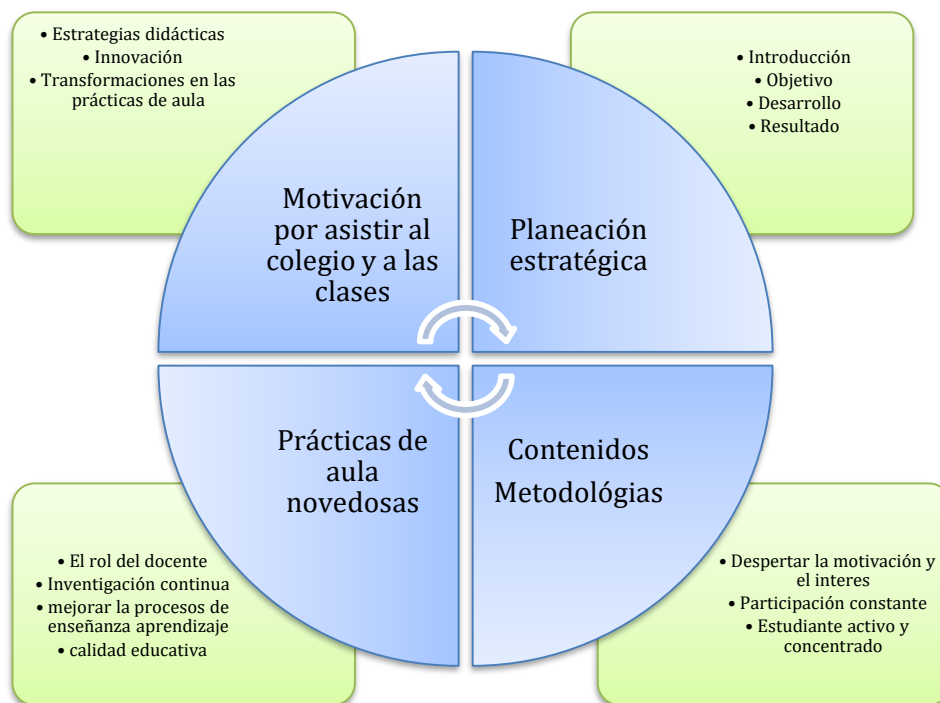 • Estrategias didácticas
• Innovación
• Transformaciones en las
prácticas de aula
• Introducción
• Objetivo
• Desarrollo
• Resultado
Motivación
por asistir al
colegio y a las
clases
Planeación
estratégica
Prácticas de
aula
novedosas
Contenidos
Metodológias
• El rol del docente
• Investigación continua
• mejorar la procesos de
enseñanza aprendizaje
• calidad educativa
• Despertar la motivación y
el interes
• Participación constante
• Estudiante activo y
concentrado